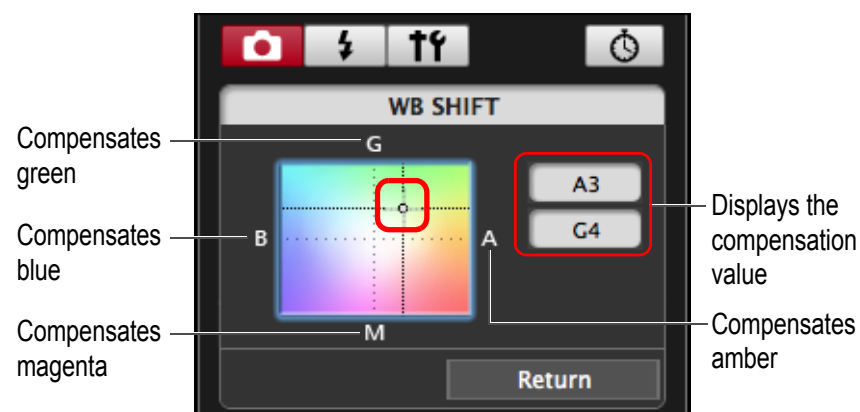 WB SHIFT
Compensates
green
G
A3
Compensates
blue
B
A
G4
Displays the
compensation
value
Compensates
magenta
M
Compensates
amber
Return